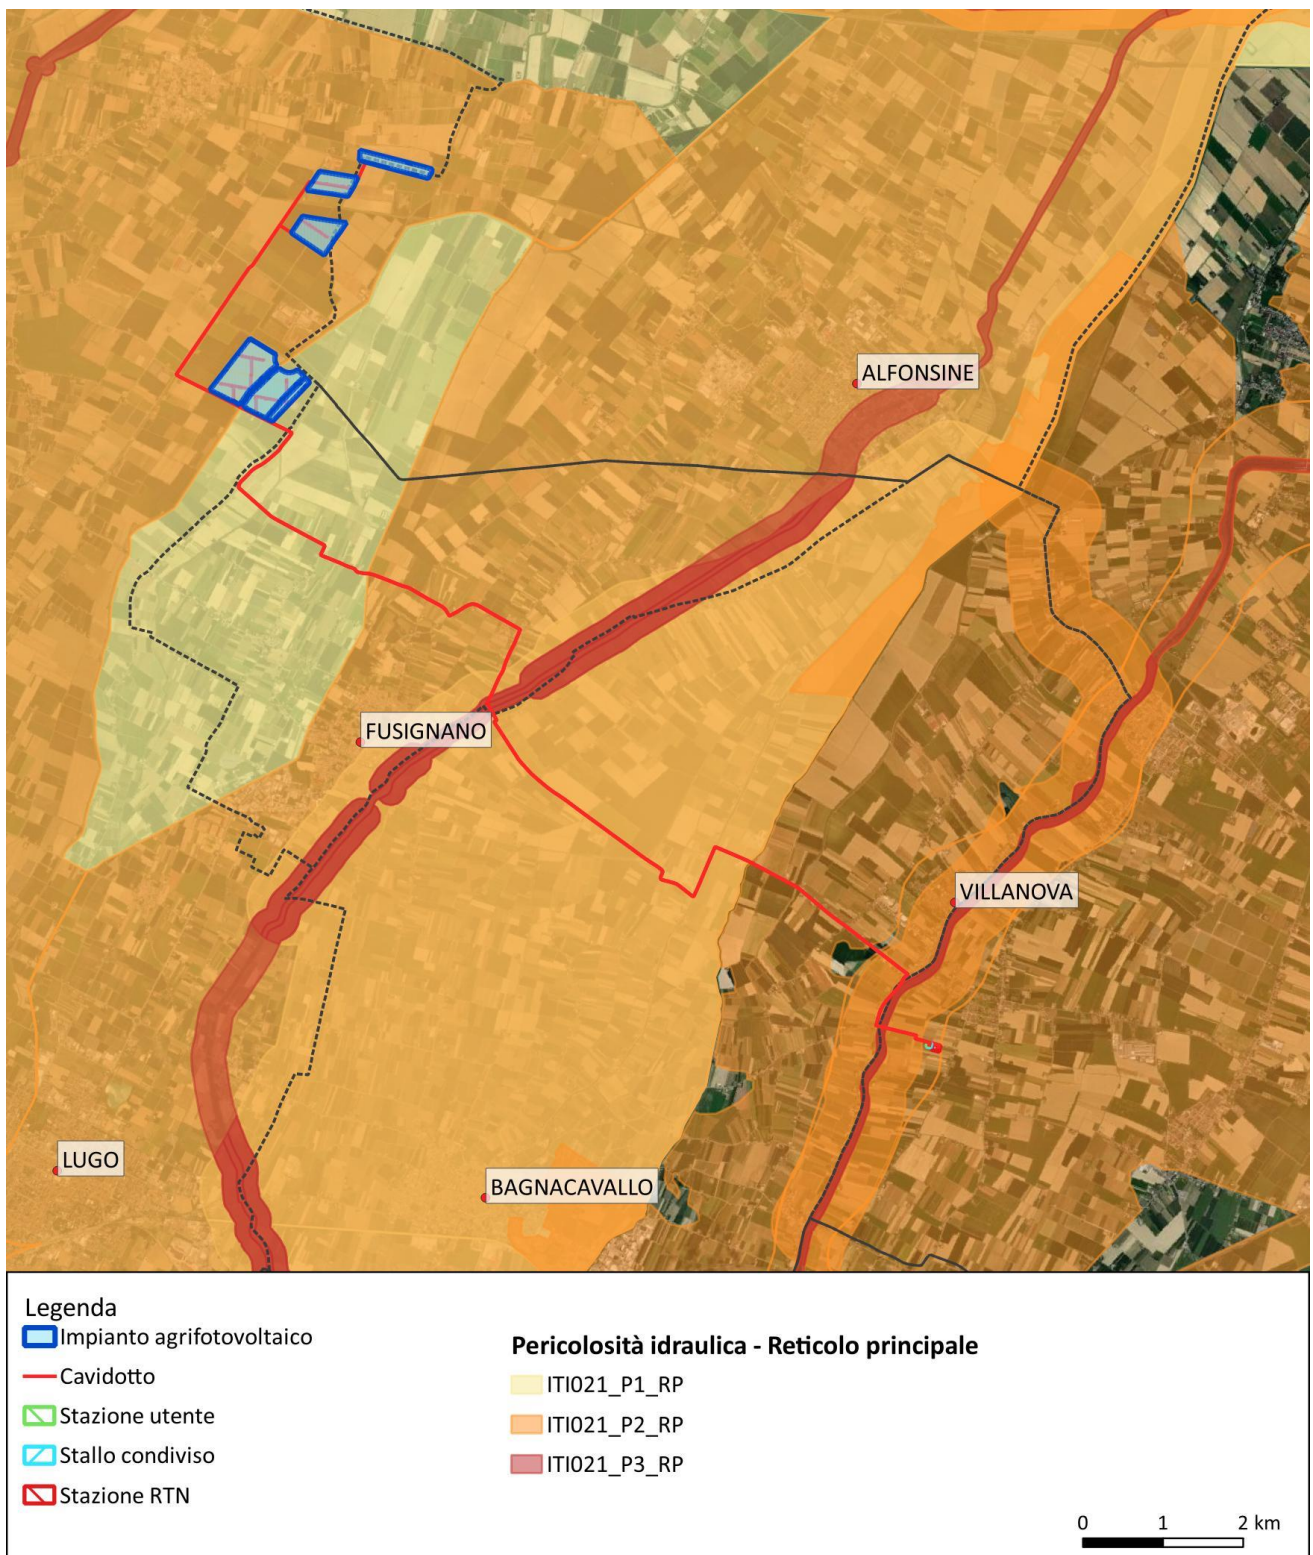 ALFONSINE
FUSIGNANO
VILLANOVA
LUGO
BAGNACAVALLO
Legenda
Impianto agrifotovoltaico
Cavidotto
Stazione utente
Stallo condiviso
Stazione RTN
Pericolosità idraulica - Reticolo principale
ITI021_P1_RP
ITI021_P2_RP
ITI021_P3_RP
0 1 2 km